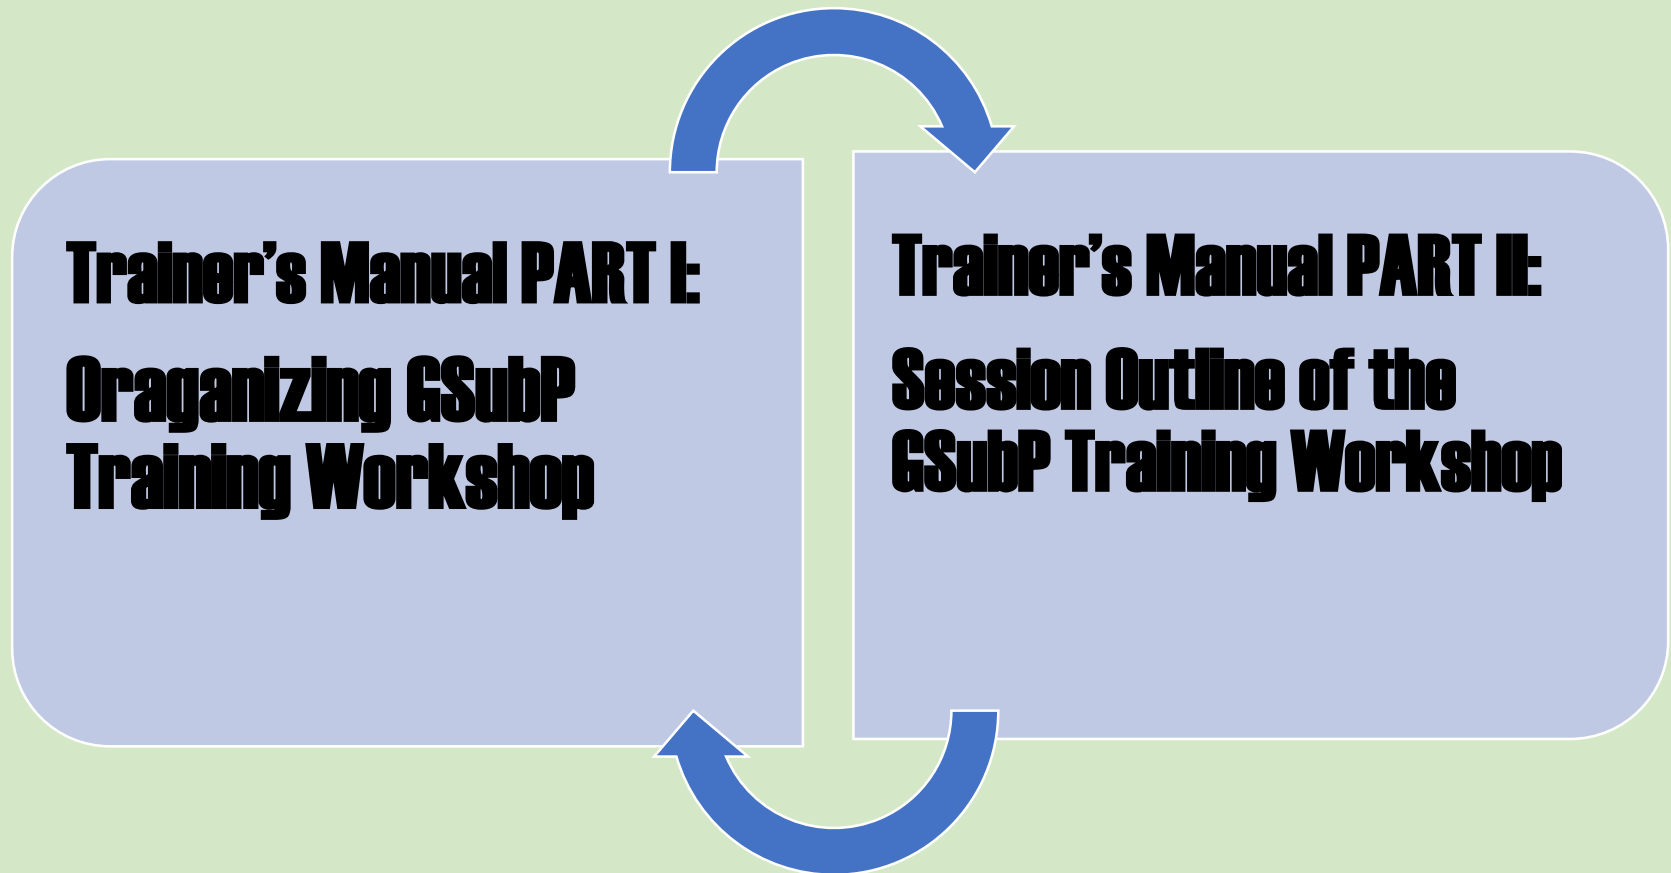 Trainer's Manual PART I:
Oraganizing GSubP
Training Workshop
Trainer's Manual PART II:
Session Outline of the
GSubP Training Workshop